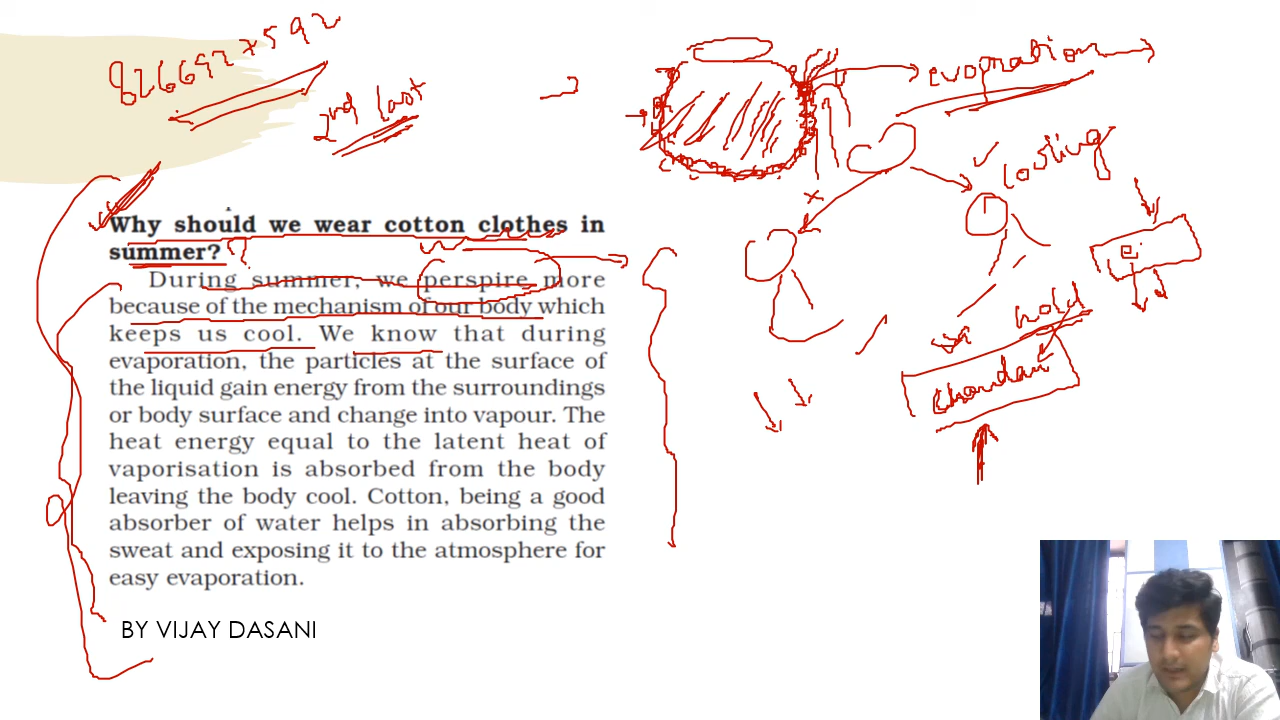 8266927592
2nd last
evopration
costing
hold
chandan
Why should we wear cotton clothes in
summer?
During summer, we perspire more
because of the mechanism of our body which
keeps us cool. We know that during
evaporation, the particles at the surface of
the liquid gain energy from the surroundings
or body surface and change into vapour. The
heat energy equal to the latent heat of
vaporisation is absorbed from the body
leaving the body cool. Cotton, being a good
absorber of water helps in absorbing the
sweat and exposing it to the atmosphere for
easy evaporation.
BY VIJAY DASANI